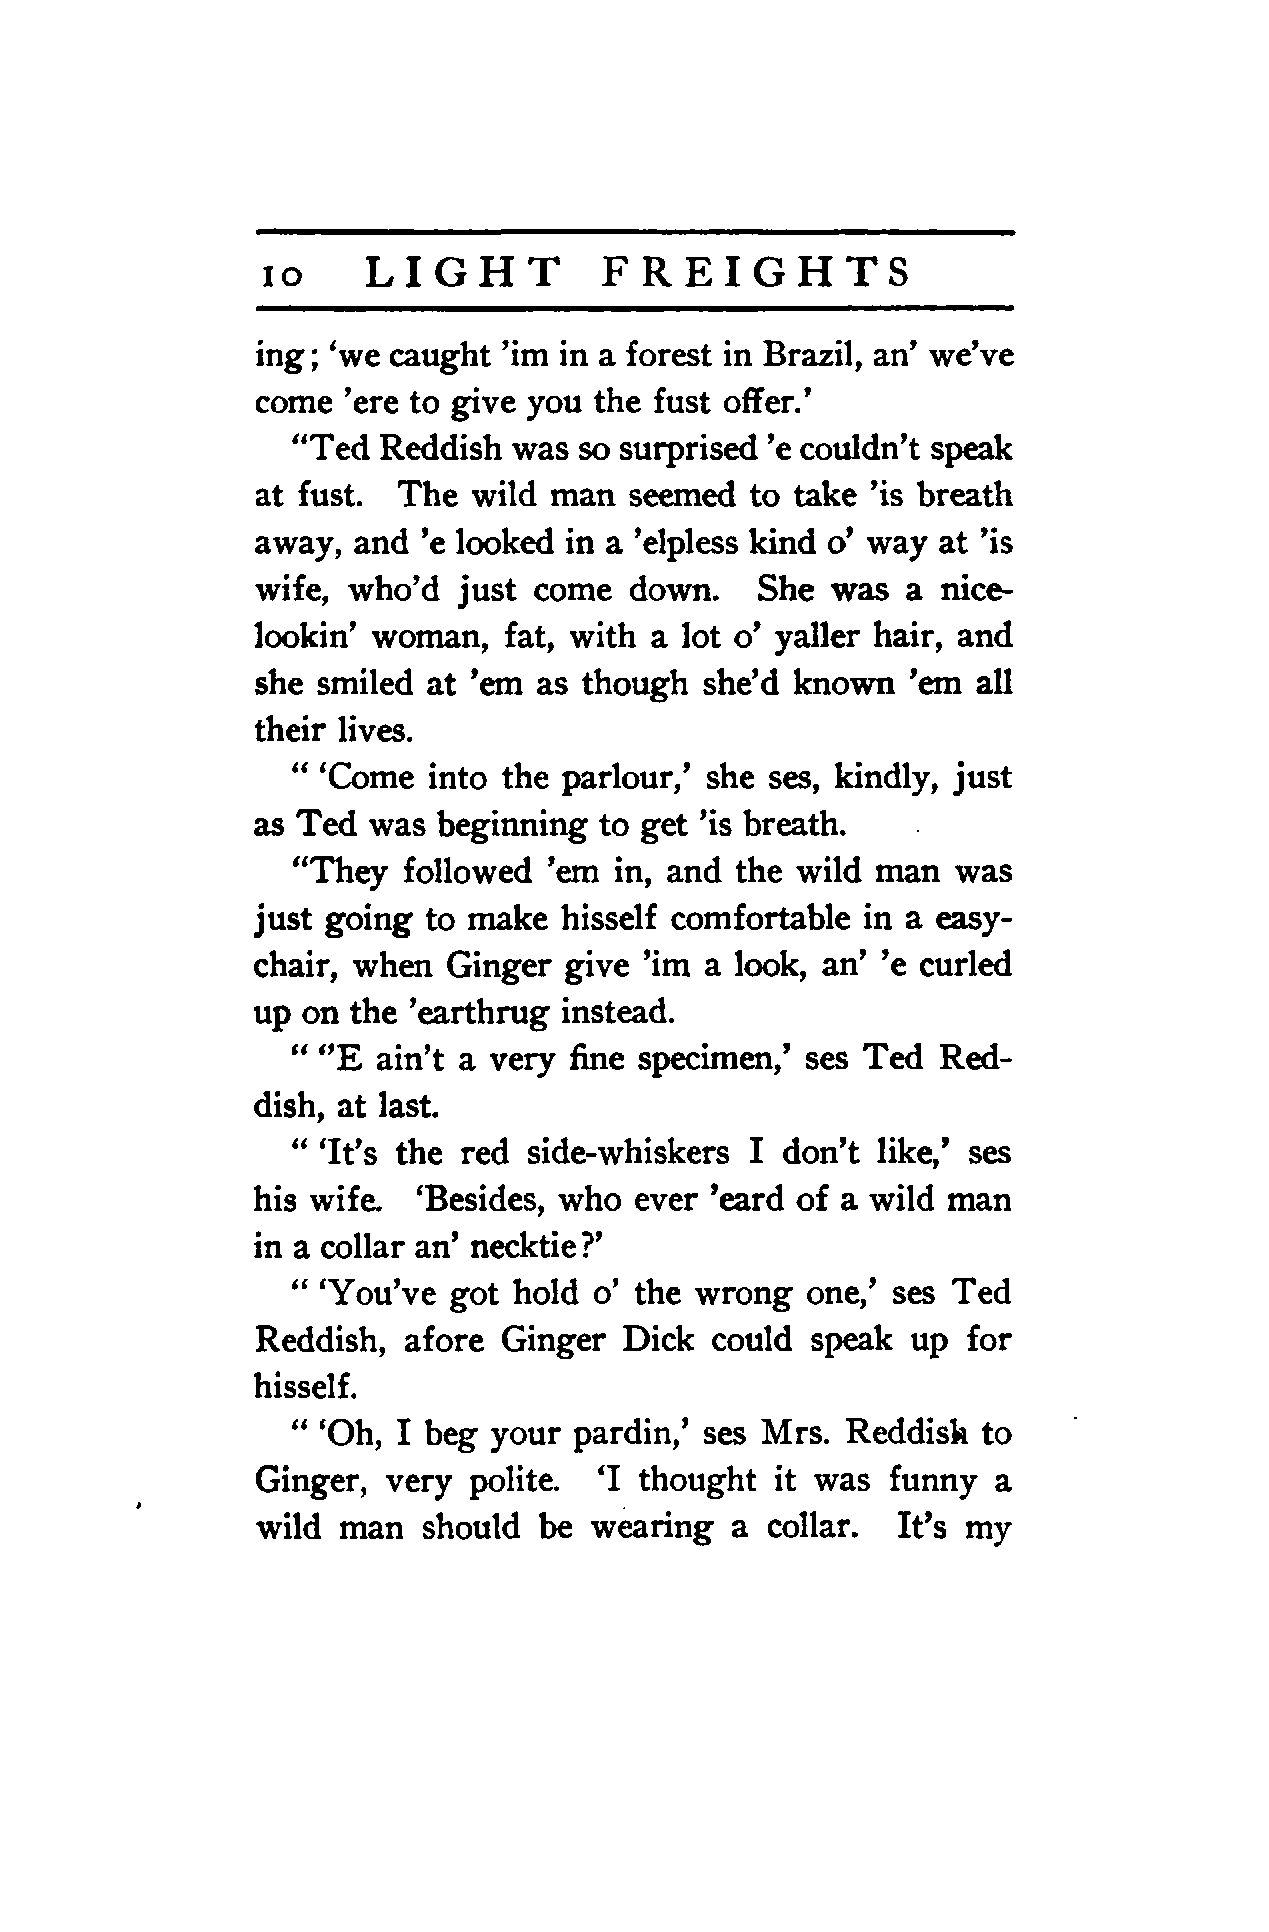 10 LIGHT FREIGHTS
ing; ‘we caught ’im in a forest in Brazil, an’ we’ve
come ’ere to give you the fust offer.’
“Ted Reddish was so surprised ’e couldn’t speak
at fust. The wild man seemed to take ’is breath
away, and ’e looked in a ’elpless kind o’ way at ’is
wife, who’d just come down. She was a nice-
lookin’ woman, fat, with a lot o’ yaller hair, and
she smiled at ’em as though she’d known ’em all
their lives.
“ ‘Come into the parlour,’ she ses, kindly, just
as Ted was beginning to get ’is breath.
“They followed ’em in, and the wild man was
just going to make hisself comfortable in a easy-
chair, when Ginger give ’im a look, an’ ’e curled
up on the ’earthrug instead.
“ ‘’E ain’t a very fine specimen,’ ses Ted Red-
dish, at last.
“ ‘It’s the red side-whiskers I don’t like,’ ses
his wife. ‘Besides, who ever ’eard of a wild man
in a collar an’ necktie?’
“ ‘You’ve got hold o’ the wrong one,’ ses Ted
Reddish, afore Ginger Dick could speak up for
hisself.
“ ‘Oh, I beg your pardin,’ ses Mrs. Reddish to
Ginger, very polite. ‘I thought it was funny a
wild man should be wearing a collar. It’s my